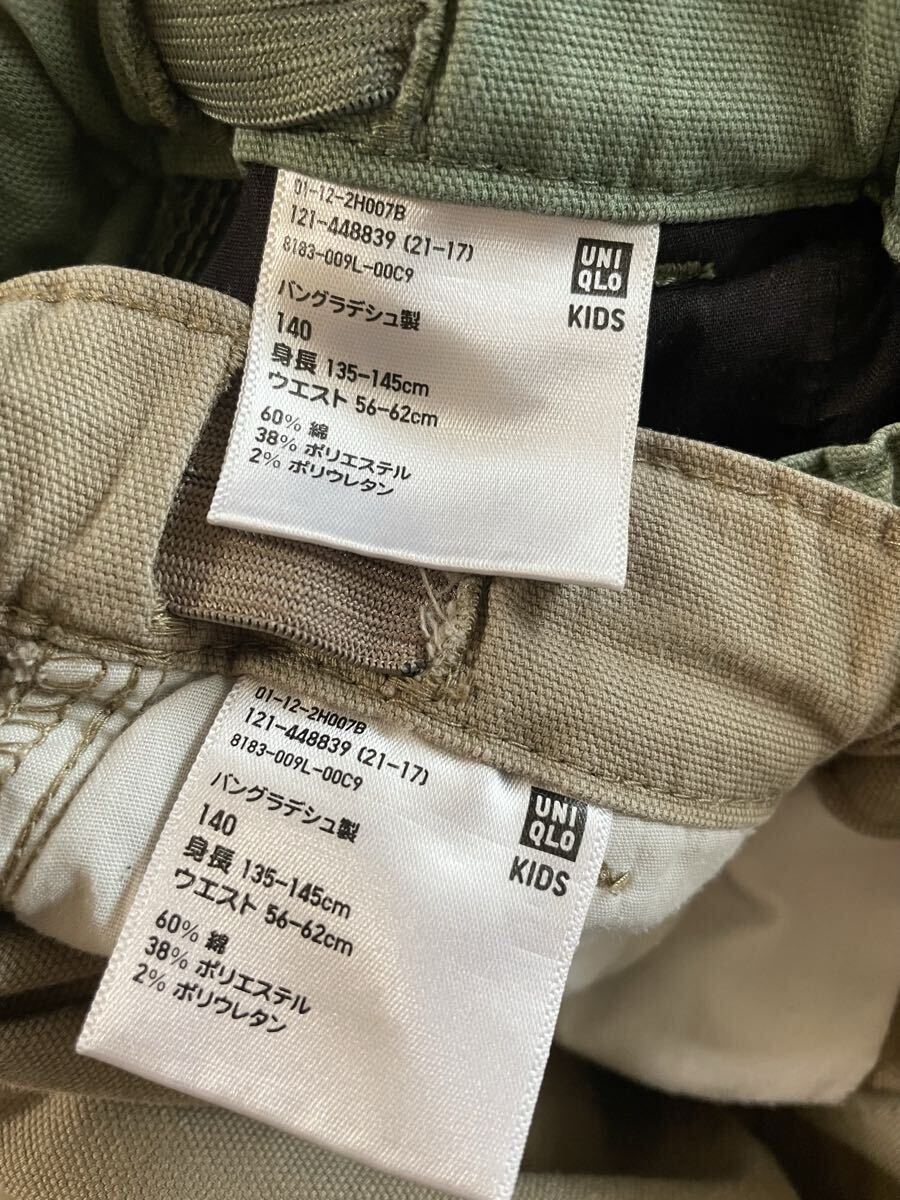 01-12-2H007B
121-448839 (21-17)
8183-009L-00C9
UNI
QLO
KIDS
バングラデシュ製
140
身長 135-145cm
ウエスト 56-62cm
60% 綿
38% ポリエステル
2% ポリウレタン
01-12-2H007B
121-448839 (21-17)
8183-009L-00C9
UNI
QLO
KIDS
バングラデシュ製
140
身長 135-145cm
ウエスト 56-62cm
60% 綿
38% ポリエステル
2% ポリウレタン